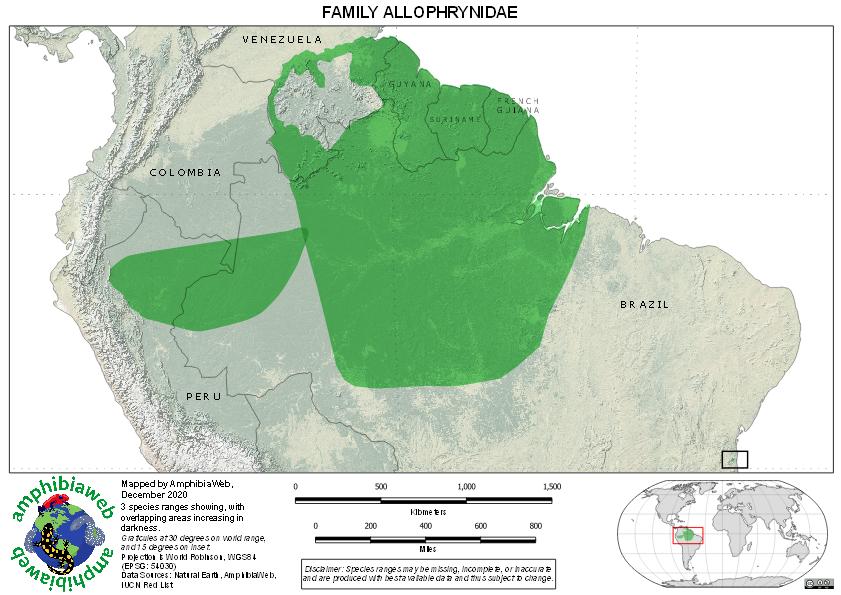 FAMILY ALLOPHRYNIDAE
VENEZUELA
GUYANA
FRENCH
GUIANA
SURINAME
COLOMBIA
BRAZIL
PERU
amphibiaweb
amphibiaweb
Mapped by AmphibiaWeb,
December 2020
3 species ranges showing, with
overlapping areas increasing in
darkness.
Graticules at 30 degrees on world range,
and 15 degrees on inset.
Projection is World Robinson, WGS84
(EPSG: 54030)
Data Sources: Natural Earth, AmphibiaWeb,
IUCN Red List
0 500 1,000 1,500
Kilometers
0 200 400 600 800
Miles
Disclaimer: Species ranges may be missing, incomplete, or inaccurate
and are produced with best available data and thus subject to change.